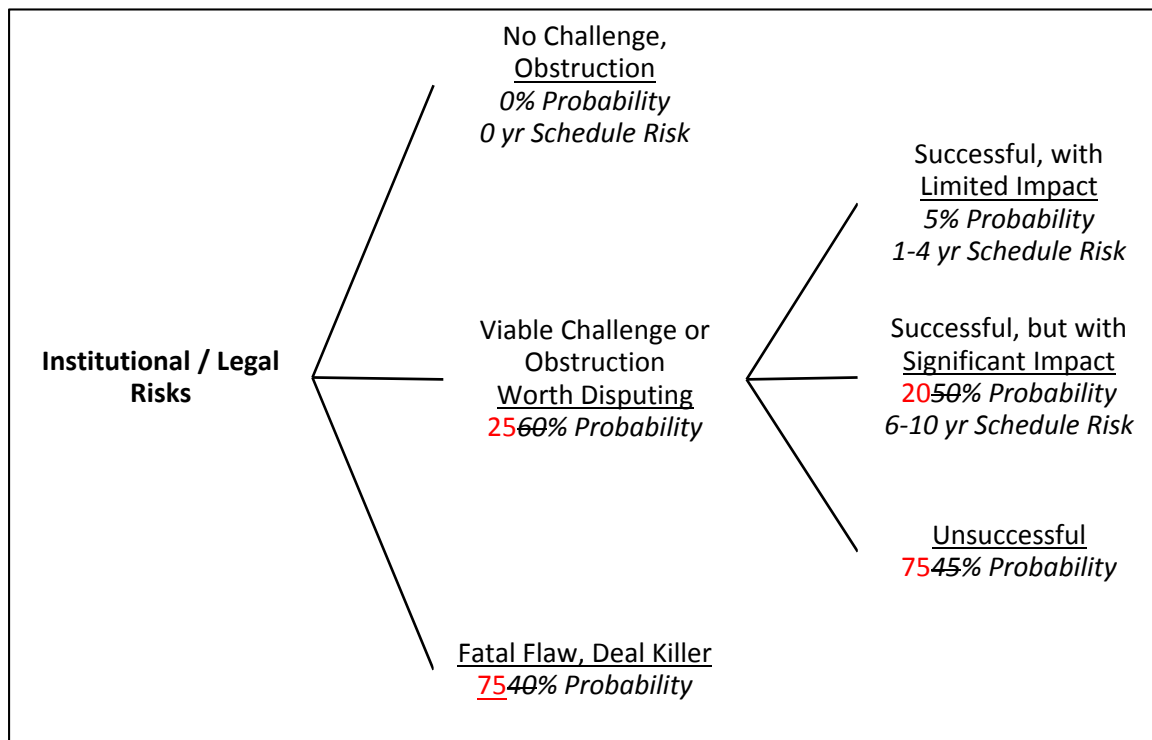 No Challenge,
Obstruction
0% Probability
0 yr Schedule Risk
Successful, with
Limited Impact
5% Probability
1-4 yr Schedule Risk
Institutional / Legal
Risks
Viable Challenge or
Obstruction
Worth Disputing
2560% Probability
Successful, but with
Significant Impact
2050% Probability
6-10 yr Schedule Risk
Unsuccessful
7545% Probability
Fatal Flaw, Deal Killer
7540% Probability